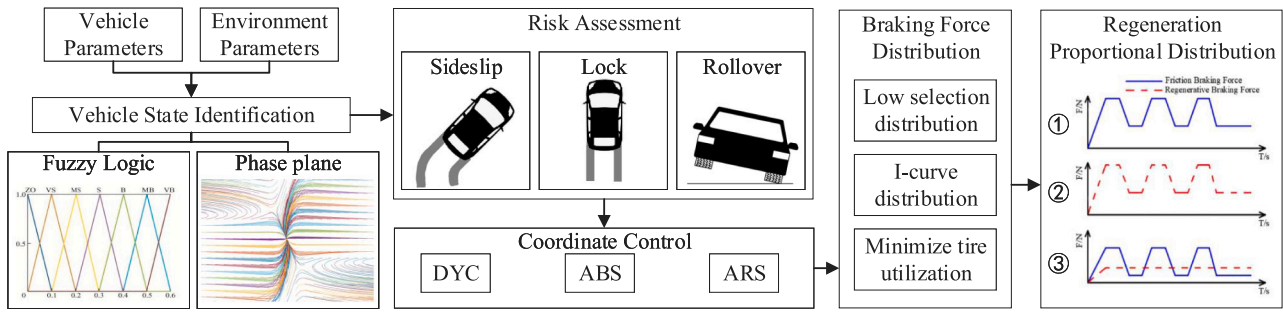 Vehicle
Parameters
Environment
Parameters
Vehicle State Identification
Fuzzy Logic
ZO VS MS S B MB VB
1.0
0.5
0 0.1 0.2 0.3 0.4 0.5 0.6
Phase plane
Risk Assessment
Sideslip
Lock
Rollover
Coordinate Control
DYC
ABS
ARS
Braking Force
Distribution
Low selection
distribution
I-curve
distribution
Minimize tire
utilization
Regeneration
Proportional Distribution
Friction Braking Force
Regenerative Braking Force
①
F/N
T/s
②
F/N
T/s
③
F/N
T/s